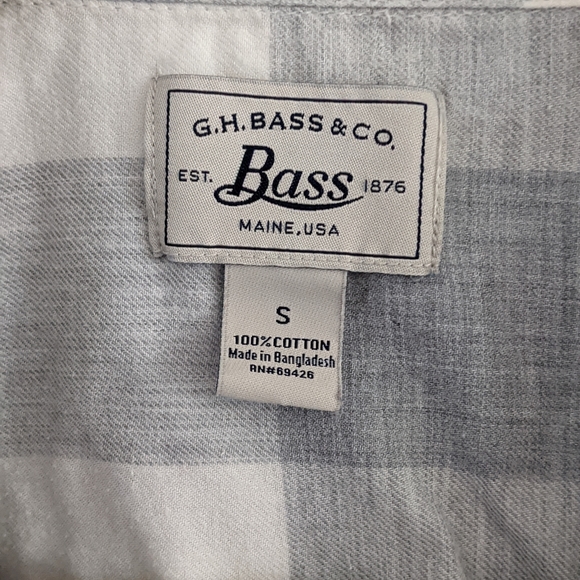 G.H. BASS & CO.
EST. Bass 1876
MAINE, USA
S
100% COTTON
Made in Bangladesh
RN#69426